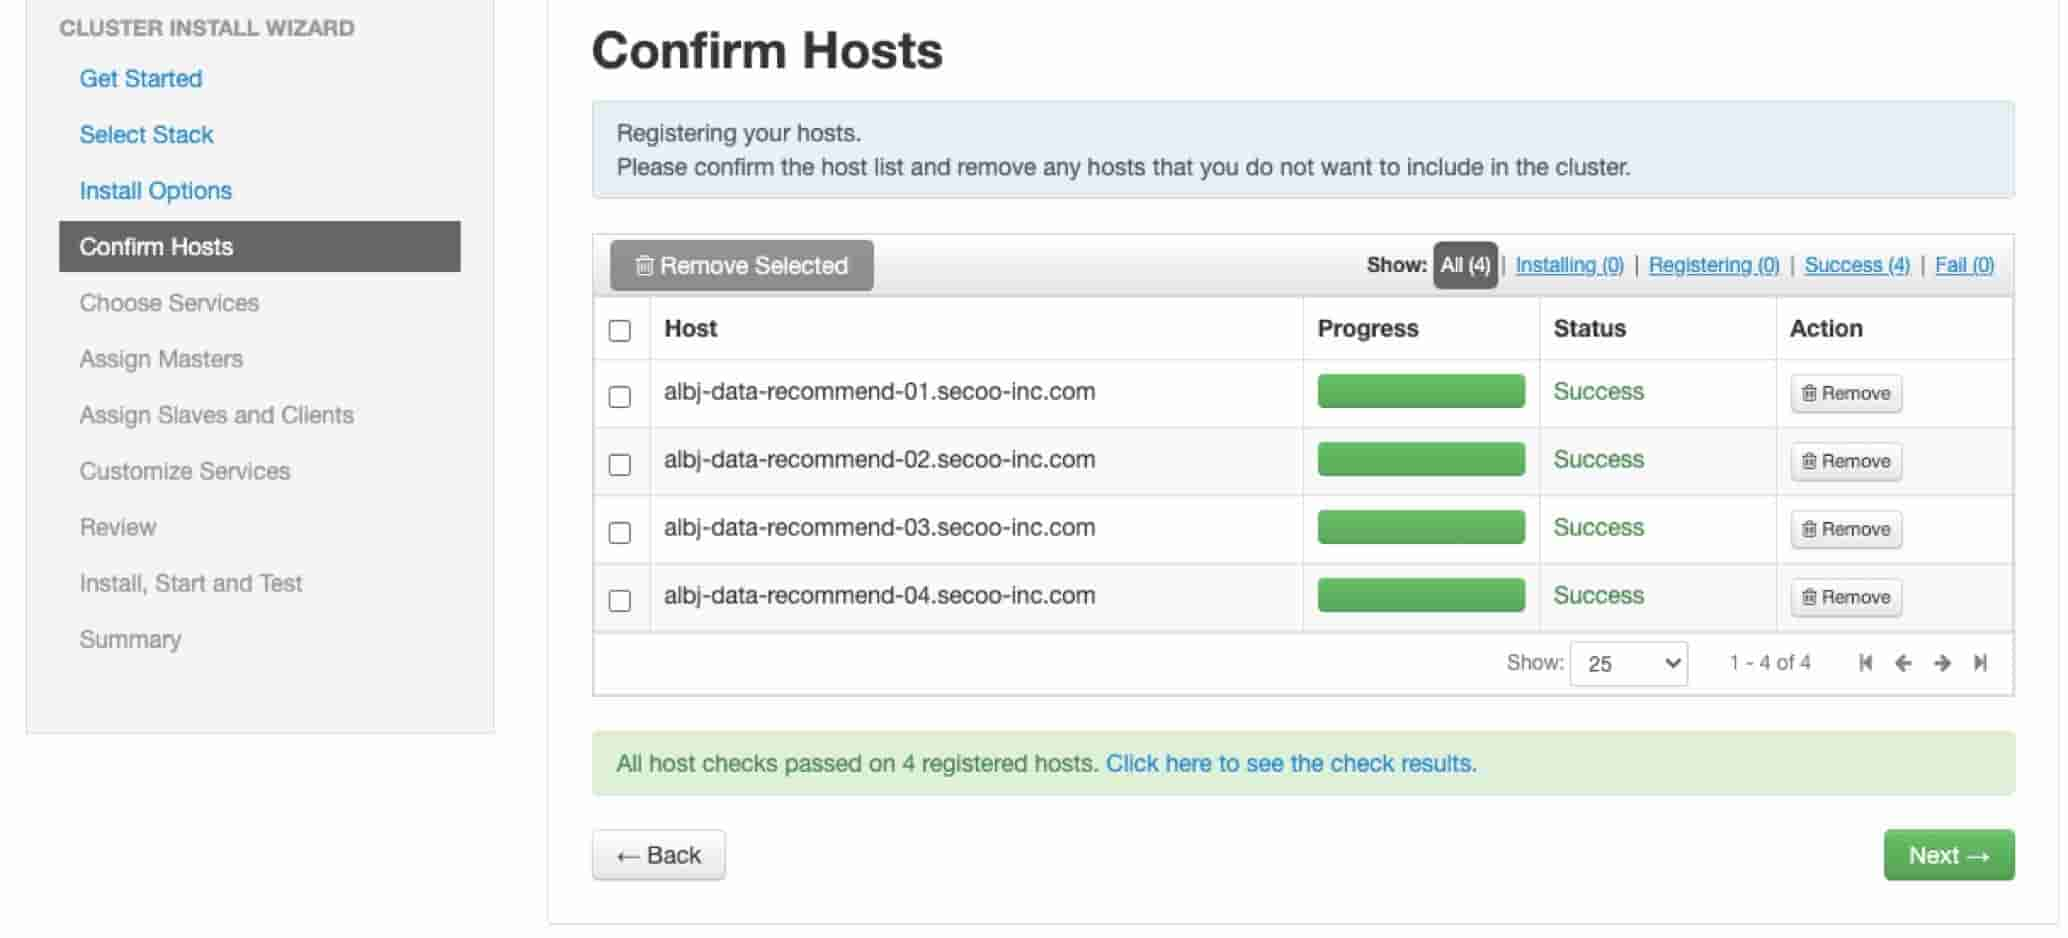 CLUSTER INSTALL WIZARD
Get Started
Select Stack
Install Options
Confirm Hosts
Choose Services
Assign Masters
Assign Slaves and Clients
Customize Services
Review
Install, Start and Test
Summary
Confirm Hosts
Registering your hosts.
Please confirm the host list and remove any hosts that you do not want to include in the cluster.
Remove Selected Show: All (4) | Installing (0) | Registering (0) | Success (4) | Fail (0)
Host Progress Status Action
albj-data-recommend-01.secoo-inc.com Success Remove
albj-data-recommend-02.secoo-inc.com Success Remove
albj-data-recommend-03.secoo-inc.com Success Remove
albj-data-recommend-04.secoo-inc.com Success Remove
Show: 25 1 - 4 of 4
All host checks passed on 4 registered hosts. Click here to see the check results.
← Back Next →